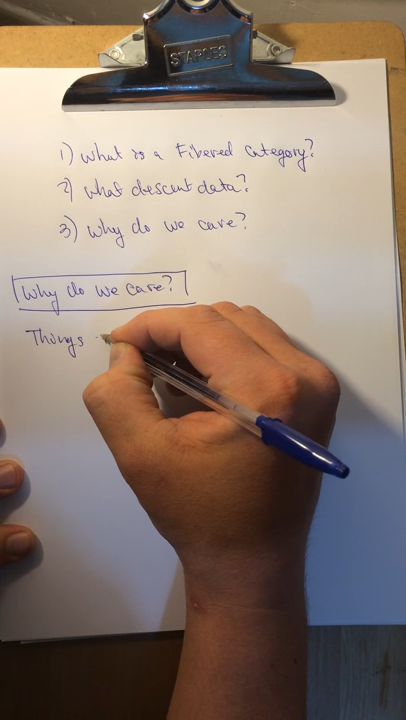 STAPLES
1) What is a Fibered Category?
2) What descent data?
3) Why do we care?
Why do we care?
Things